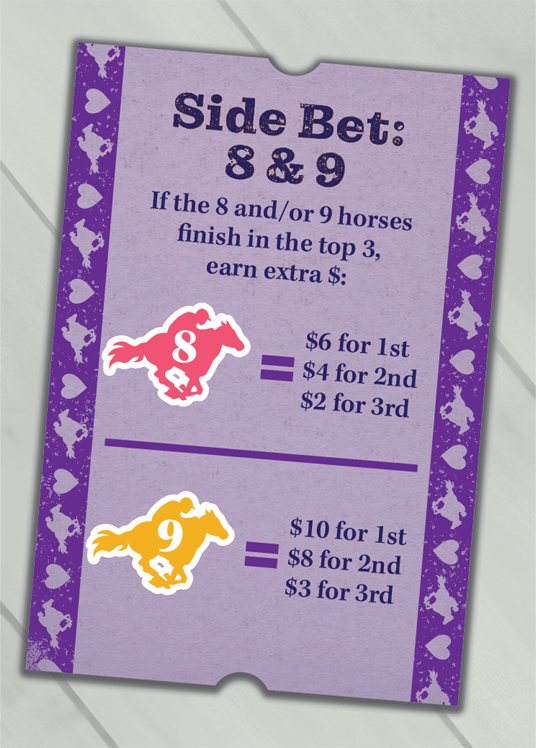 Side Bet:
8 & 9
If the 8 and/or 9 horses
finish in the top 3,
earn extra $:
8
=
$6 for 1st
$4 for 2nd
$2 for 3rd
9
=
$10 for 1st
$8 for 2nd
$3 for 3rd